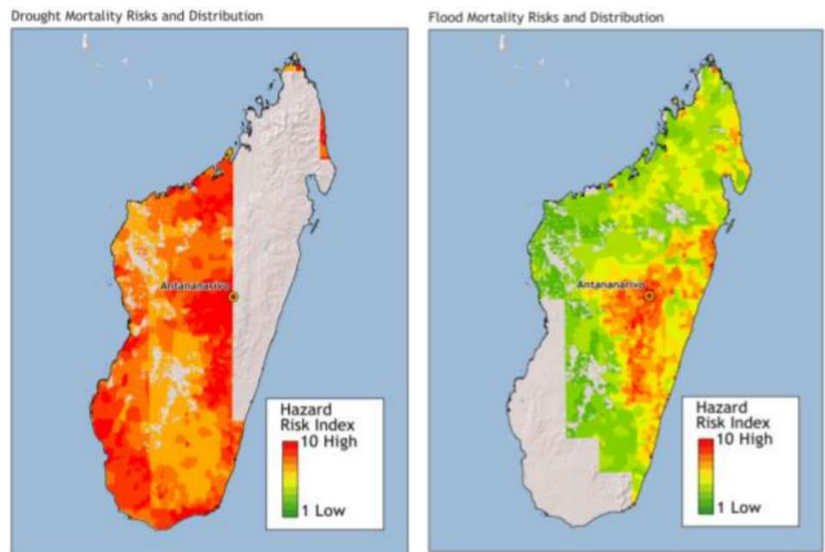 Drought Mortality Risks and Distribution
Antananarivo
Hazard
Risk Index
10 High
1 Low
Flood Mortality Risks and Distribution
Antananarivo
Hazard
Risk Index
10 High
1 Low